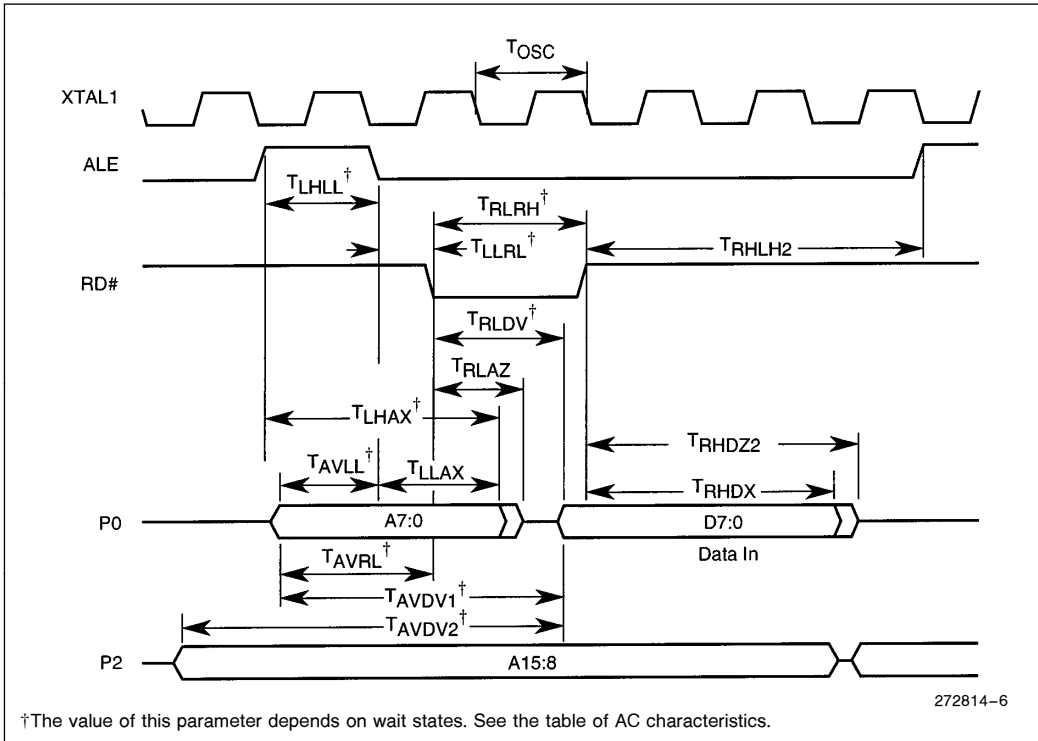 TOSC
XTAL1
ALE
TLHLL†
TRLRH†
TLLRL†
TRHLH2
RD#
TRLDV†
TRLAZ
TLHAX†
TRHDZ2
TAVLL†
TLLAX
TRHDX
P0
A7:0
D7:0
Data In
TAVRL†
TAVDV1†
TAVDV2†
P2
A15:8
272814–6
†The value of this parameter depends on wait states. See the table of AC characteristics.